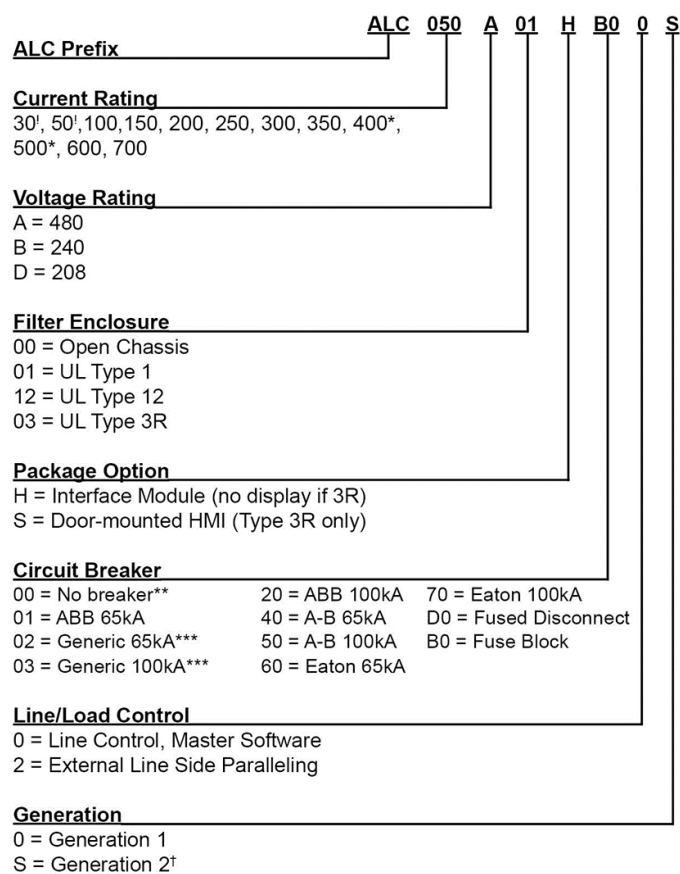 ALC 050 A 01 H B0 0 S
ALC Prefix
Current Rating
30ᴵ, 50ᴵ,100,150, 200, 250, 300, 350, 400*,
500*, 600, 700
Voltage Rating
A = 480
B = 240
D = 208
Filter Enclosure
00 = Open Chassis
01 = UL Type 1
12 = UL Type 12
03 = UL Type 3R
Package Option
H = Interface Module (no display if 3R)
S = Door-mounted HMI (Type 3R only)
Circuit Breaker
00 = No breaker** 20 = ABB 100kA 70 = Eaton 100kA
01 = ABB 65kA 40 = A-B 65kA D0 = Fused Disconnect
02 = Generic 65kA*** 50 = A-B 100kA B0 = Fuse Block
03 = Generic 100kA*** 60 = Eaton 65kA
Line/Load Control
0 = Line Control, Master Software
2 = External Line Side Paralleling
Generation
0 = Generation 1
S = Generation 2†